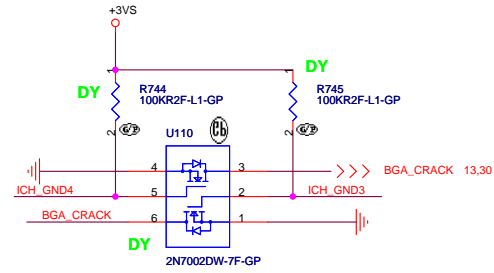 +3VS
1
DY
R744
100KR2F-L1-GP
2
G/P
1
DY
R745
100KR2F-L1-GP
2
G/P
U110
4
3
BGA_CRACK 13,30
ICH_GND4
5
2
ICH_GND3
BGA_CRACK
6
1
DY
2N7002DW-7F-GP